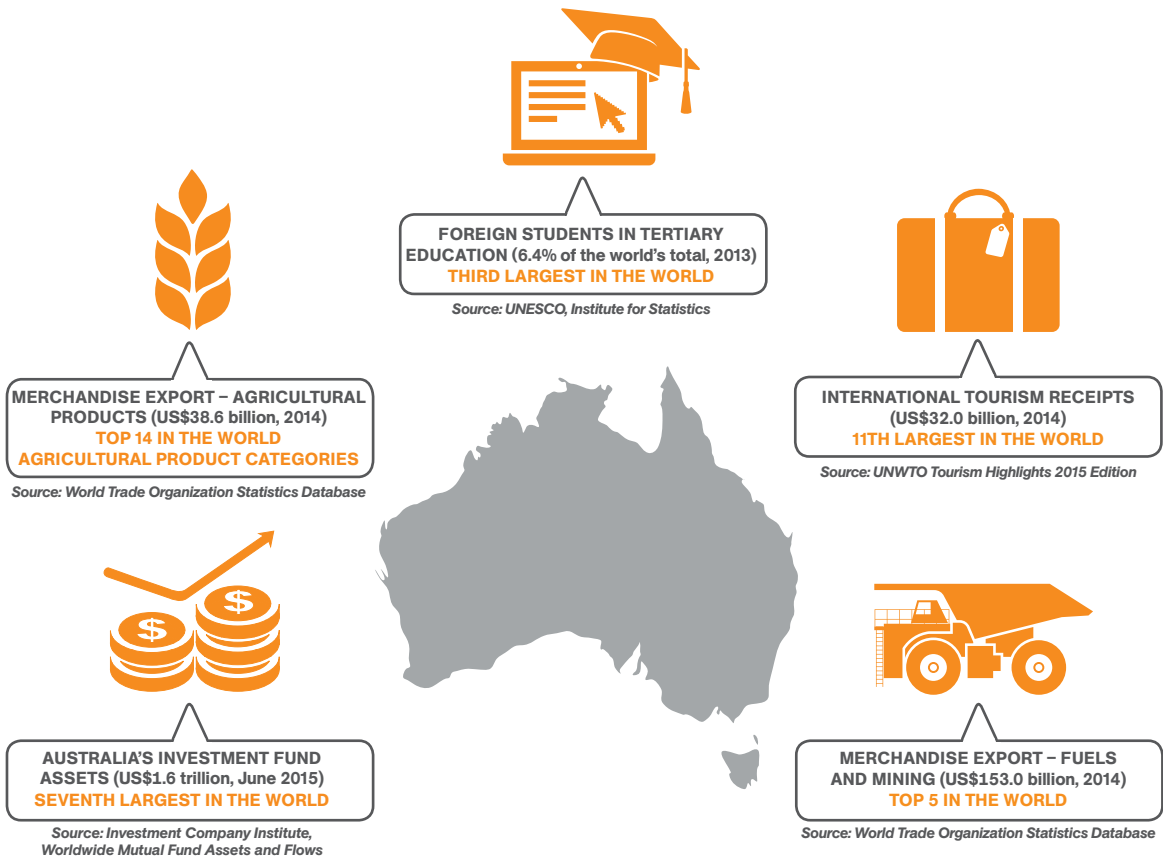 FOREIGN STUDENTS IN TERTIARY
EDUCATION (6.4% of the world's total, 2013)
THIRD LARGEST IN THE WORLD
Source: UNESCO, Institute for Statistics
MERCHANDISE EXPORT – AGRICULTURAL
PRODUCTS (US$38.6 billion, 2014)
TOP 14 IN THE WORLD
AGRICULTURAL PRODUCT CATEGORIES
Source: World Trade Organization Statistics Database
INTERNATIONAL TOURISM RECEIPTS
(US$32.0 billion, 2014)
11TH LARGEST IN THE WORLD
Source: UNWTO Tourism Highlights 2015 Edition
$
$
AUSTRALIA'S INVESTMENT FUND
ASSETS (US$1.6 trillion, June 2015)
SEVENTH LARGEST IN THE WORLD
Source: Investment Company Institute,
Worldwide Mutual Fund Assets and Flows
MERCHANDISE EXPORT – FUELS
AND MINING (US$153.0 billion, 2014)
TOP 5 IN THE WORLD
Source: World Trade Organization Statistics Database